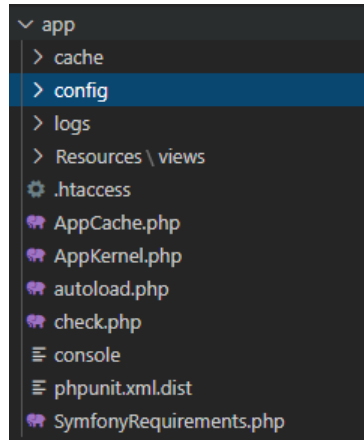 app
cache
config
logs
Resources \ views
.htaccess
AppCache.php
AppKernel.php
autoload.php
check.php
console
phpunit.xml.dist
SymfonyRequirements.php